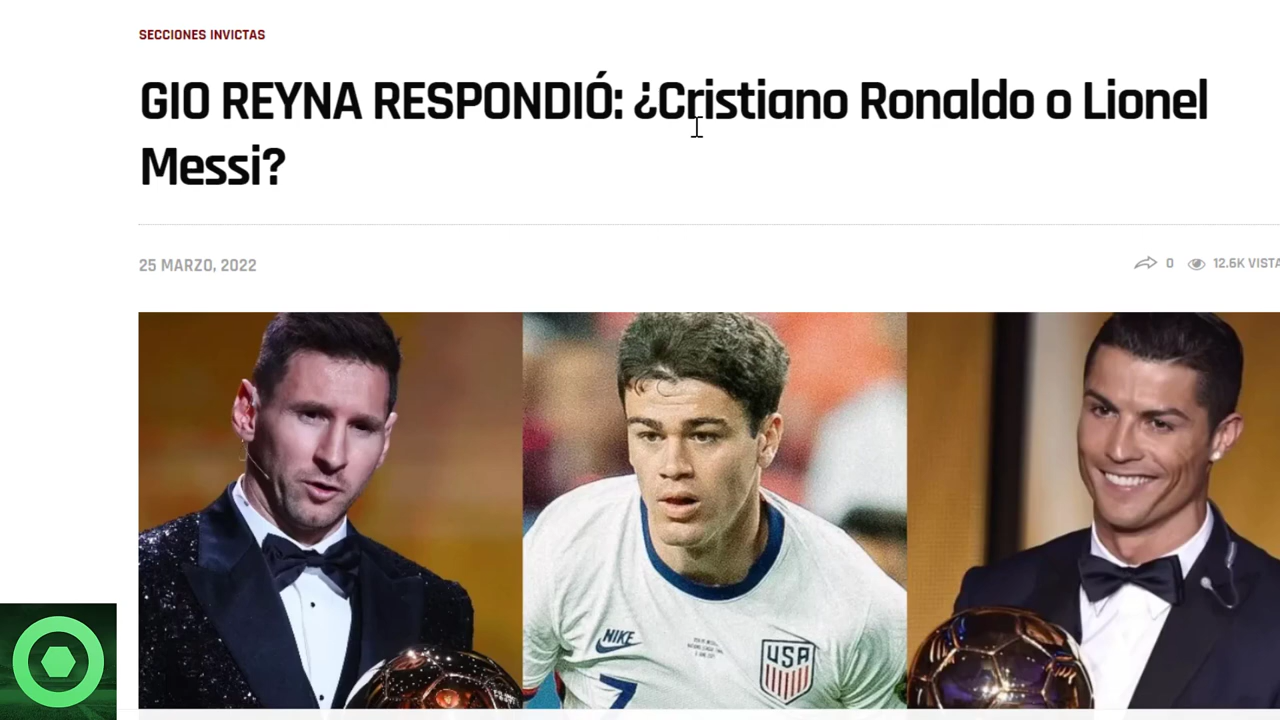 SECCIONES INVICTAS
GIO REYNA RESPONDIÓ: ¿Cristiano Ronaldo o Lionel
Messi?
25 MARZO, 2022
0 12.6K VISTA
NIKE
USA
7